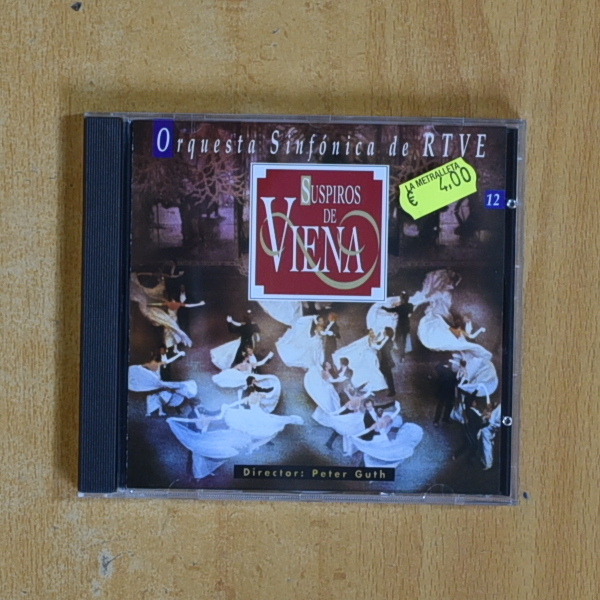 Orquesta Sinfónica de RTVE
LA METRALLETA
€ 4,00
SUSPIROS
DE
VIENA
12
Director: Peter Guth